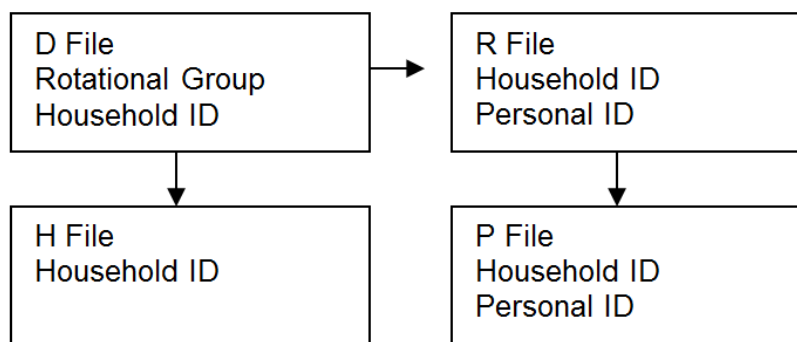 D File
Rotational Group
Household ID
R File
Household ID
Personal ID
H File
Household ID
P File
Household ID
Personal ID